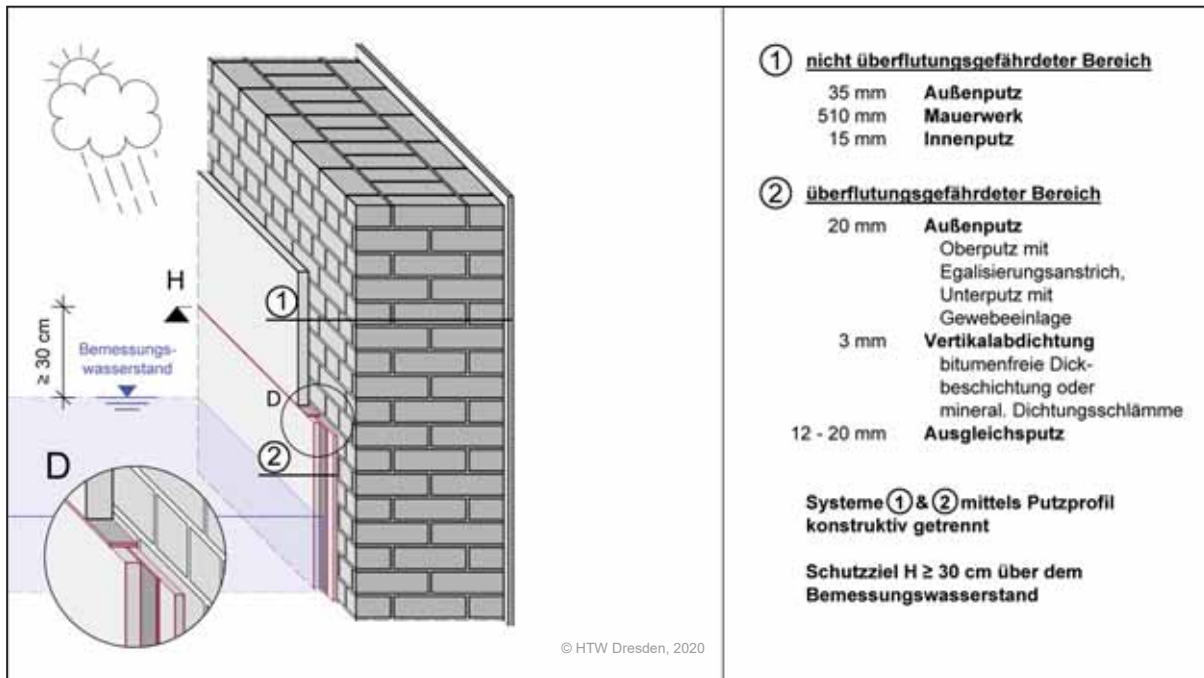 H
≥ 30 cm
Bemessungs-
wasserstand
1
D
2
D
© HTW Dresden, 2020
1 nicht überflutungsgefährdeter Bereich
35 mm Außenputz
510 mm Mauerwerk
15 mm Innenputz
2 überflutungsgefährdeter Bereich
20 mm Außenputz
Oberputz mit
Egalisierungsanstrich,
Unterputz mit
Gewebeeinlage
3 mm Vertikalabdichtung
bitumenfreie Dick-
beschichtung oder
mineral. Dichtungsschlämme
12 - 20 mm Ausgleichsputz
Systeme 1 & 2 mittels Putzprofil
konstruktiv getrennt
Schutzziel H ≥ 30 cm über dem
Bemessungswasserstand